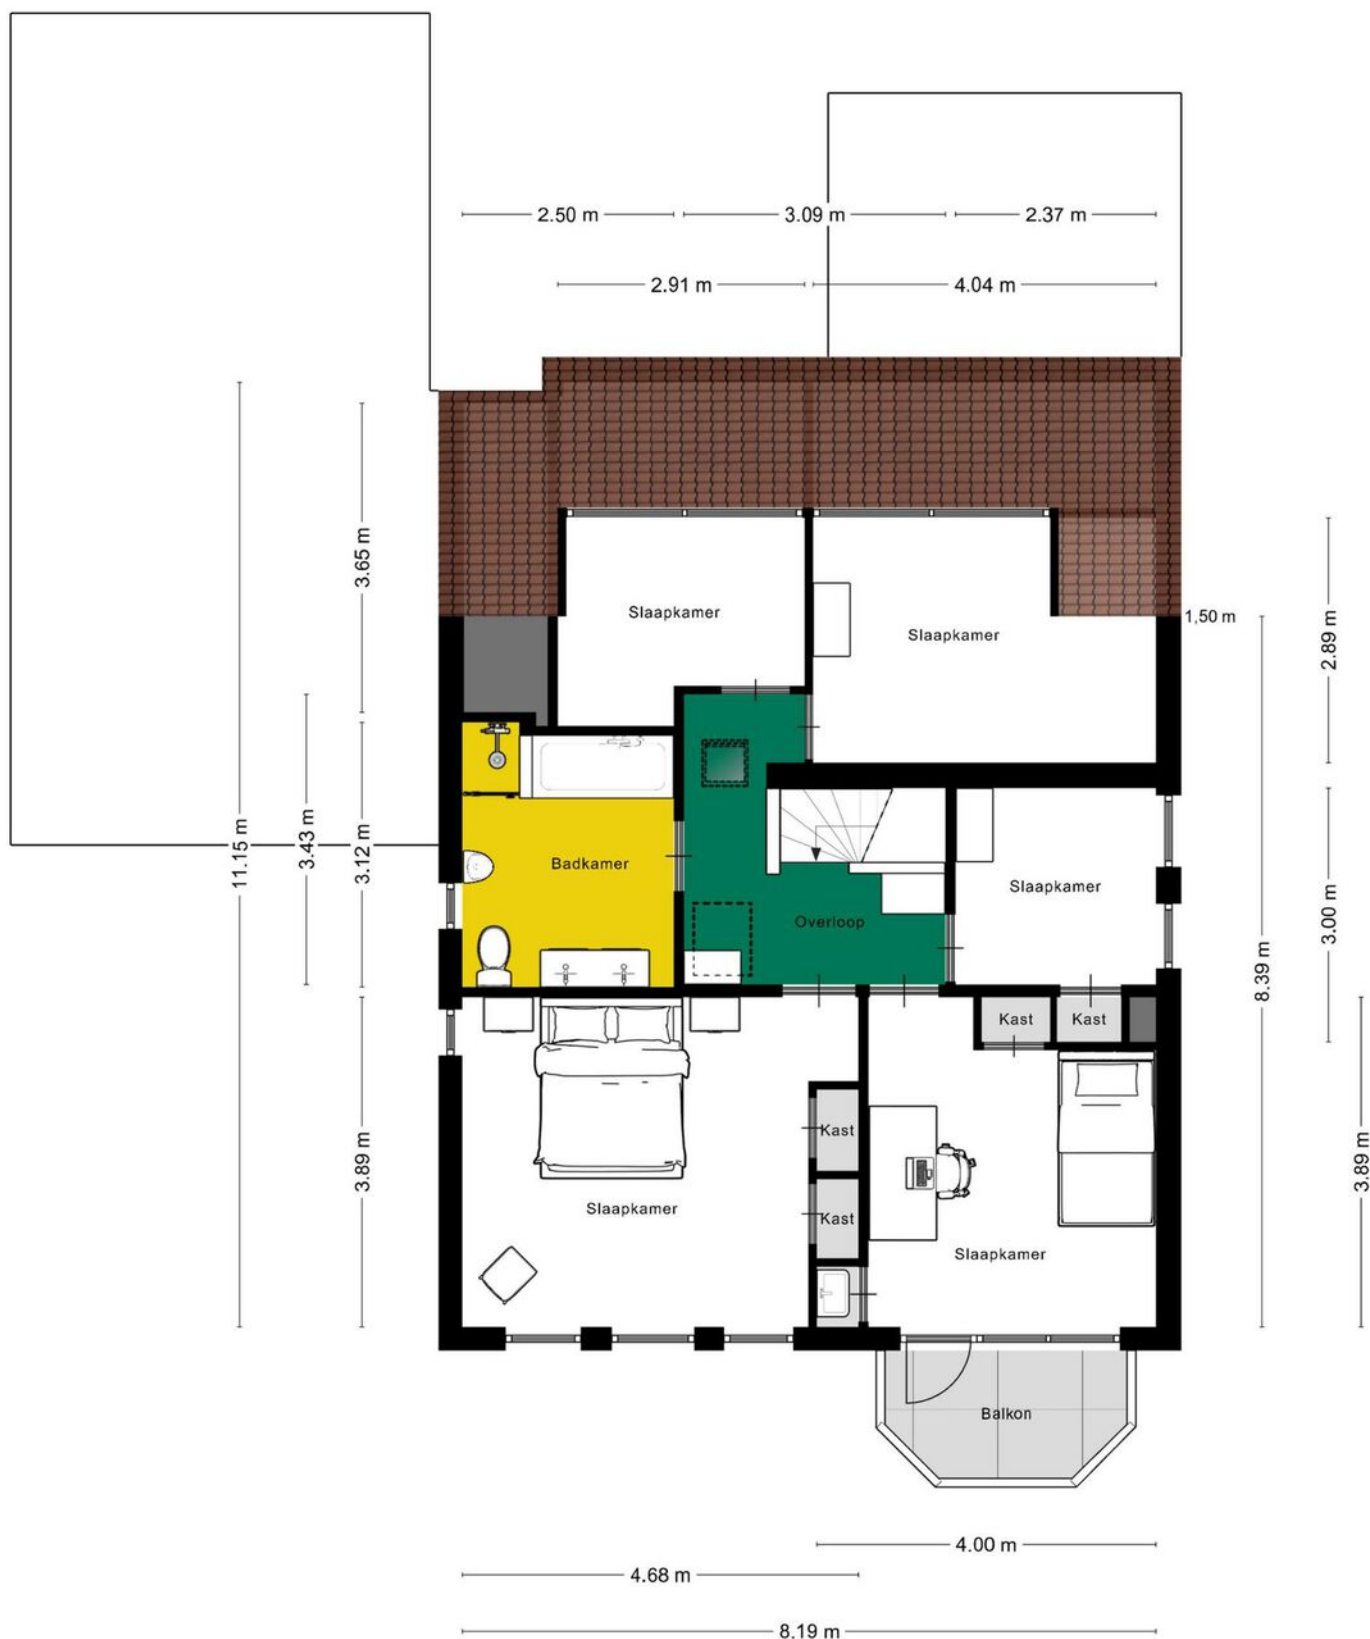 2.50 m
3.09 m
2.37 m
2.91 m
4.04 m
3.65 m
Slaapkamer
Slaapkamer
1,50 m
2.89 m
11.15 m
3.43 m
3.12 m
Badkamer
Slaapkamer
Overloop
3.00 m
8.39 m
Kast
Kast
Kast
3.89 m
3.89 m
Slaapkamer
Kast
Slaapkamer
Balkon
4.00 m
4.68 m
8.19 m